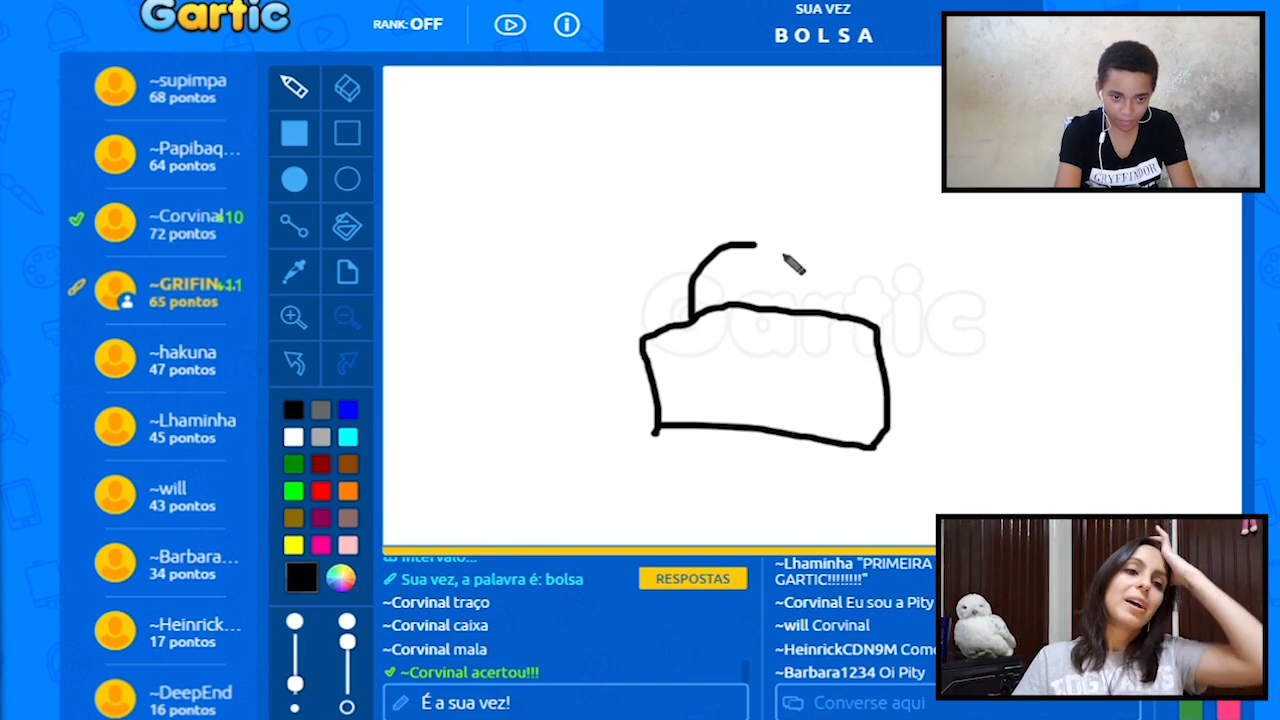 Gartic
RANK: OFF
SUA VEZ
BOLSA
~supimpa
68 pontos
~Papibaq...
64 pontos
~Corvinal +10
72 pontos
~GRIFIN... +11
65 pontos
~hakuna
47 pontos
~Lhaminha
45 pontos
~will
43 pontos
~Barbara...
34 pontos
~Heinrick...
17 pontos
~DeepEnd
16 pontos
Gartic
GRYFFINDOR
Intervalo...
Sua vez, a palavra é: bolsa
RESPOSTAS
~Corvinal traço
~Corvinal caixa
~Corvinal mala
~Corvinal acertou!!!
É a sua vez!
~Lhaminha "PRIMEIRA
GARTIC!!!!!!!!"
~Corvinal Eu sou a Pity
~will Corvinal
~HeinrickCDN9M Como
~Barbara1234 Oi Pity
Converse aqui